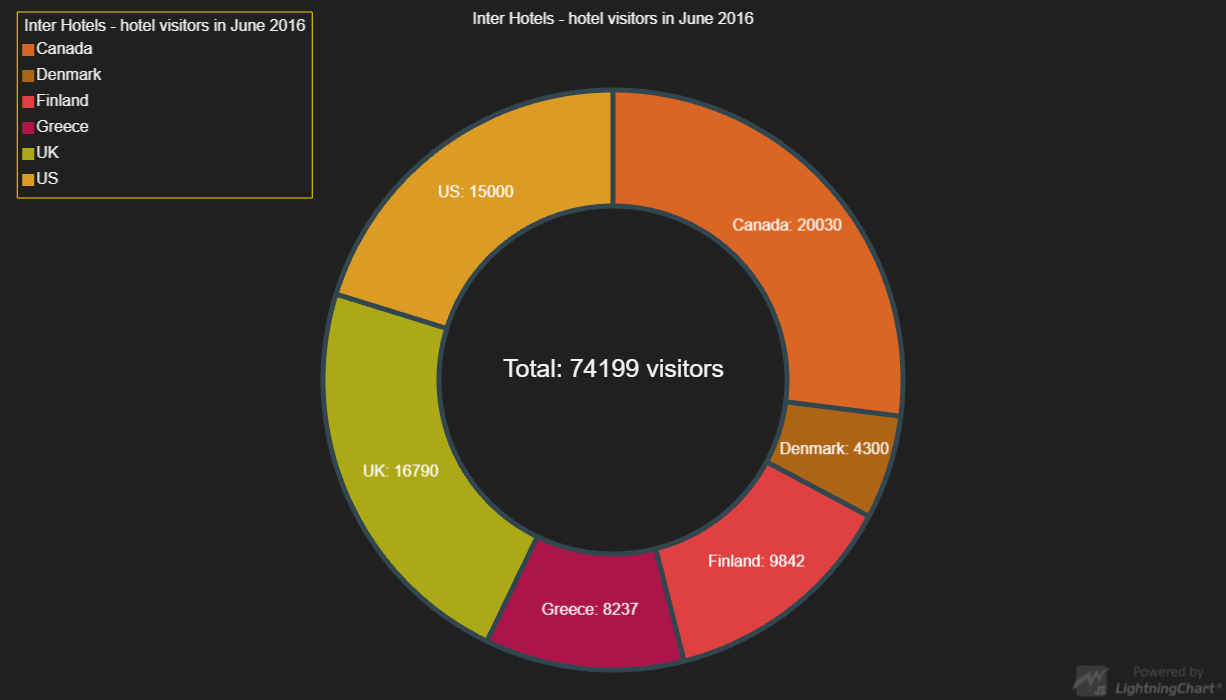 Inter Hotels - hotel visitors in June 2016
Inter Hotels - hotel visitors in June 2016
Canada
Denmark
Finland
Greece
UK
US
US: 15000
Canada: 20030
Total: 74199 visitors
Denmark: 4300
UK: 16790
Finland: 9842
Greece: 8237
Powered by
JS LightningChart®